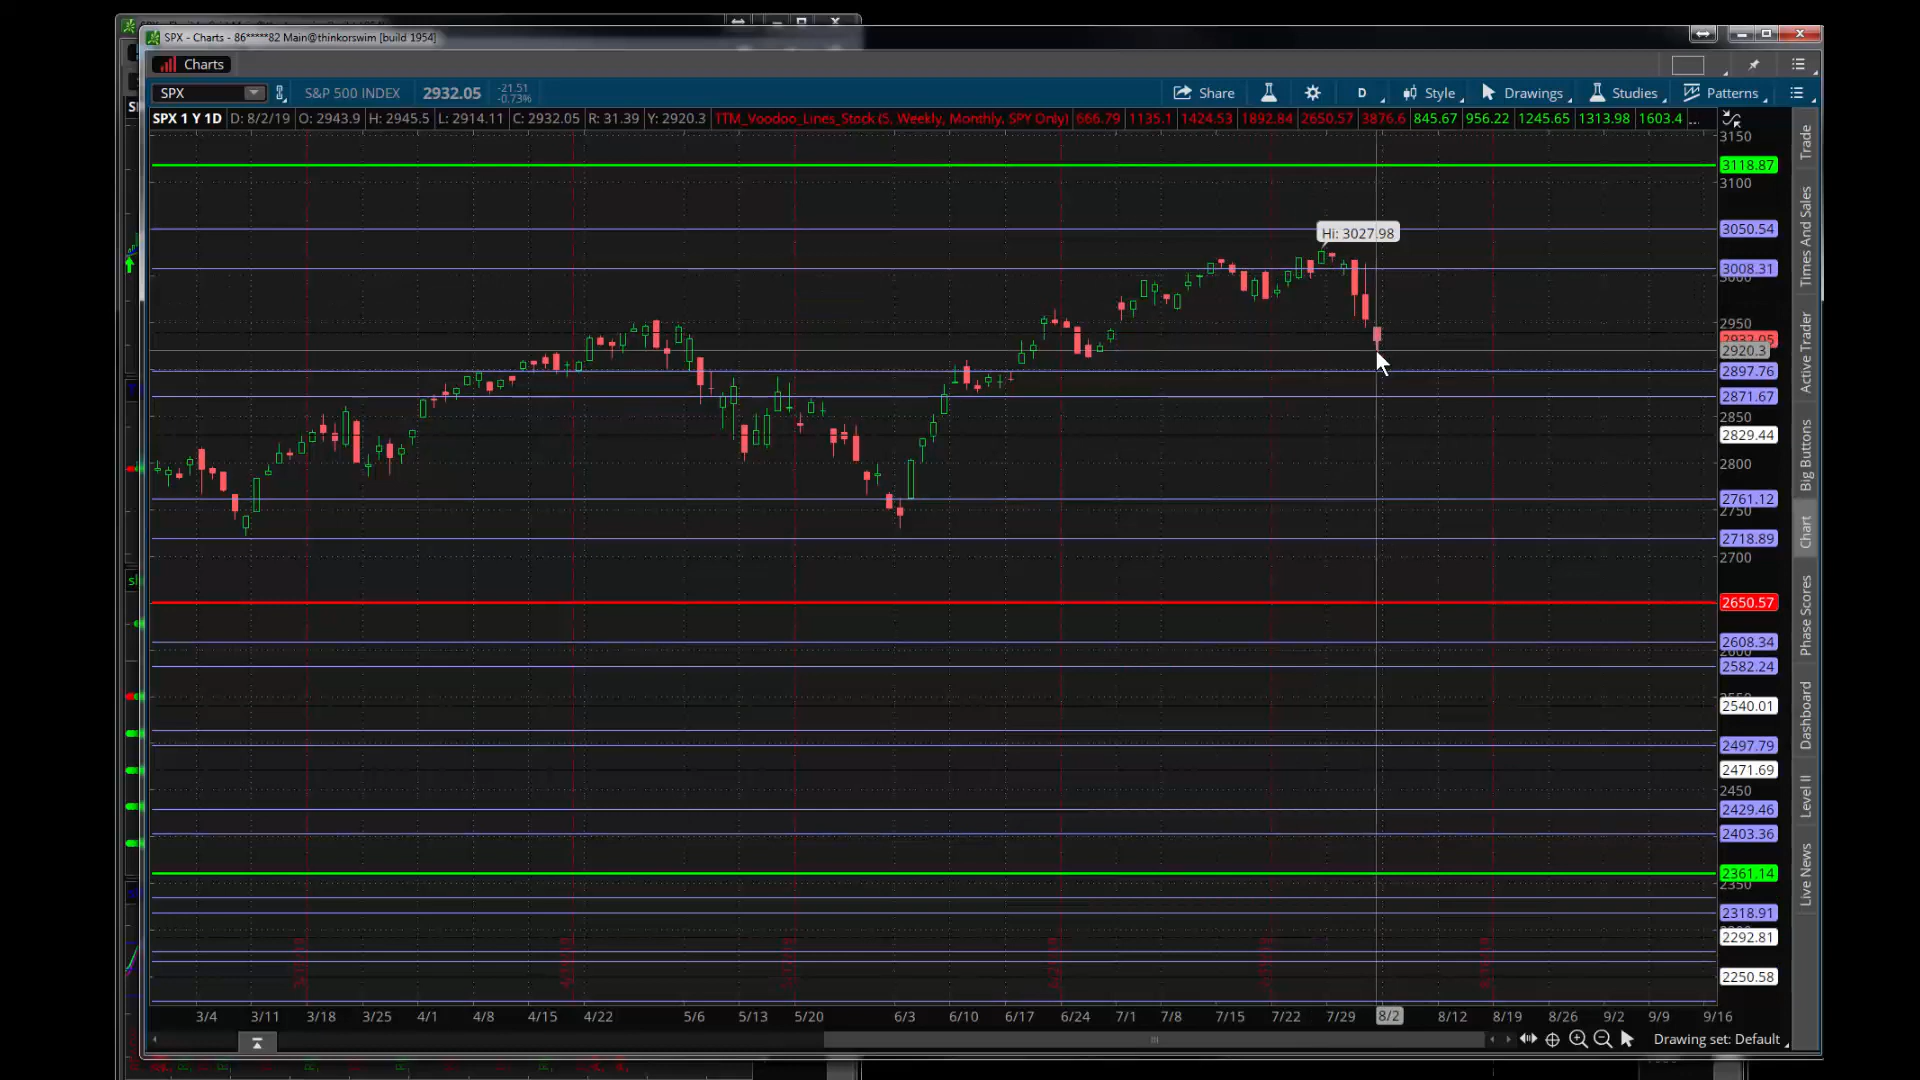 SPX - Charts - 86*****82 Main@thinkorswim [build 1954]
Charts
SPX S&P 500 INDEX 2932.05 -21.51 -0.73% Share D Style Drawings Studies Patterns
SPX 1 Y 1D D: 8/2/19 O: 2943.9 H: 2945.5 L: 2914.11 C: 2932.05 R: 31.39 Y: 2920.3 TTM_Voodoo_Lines_Stock (5, Weekly, Monthly, SPY Only) 666.79 1135.1 1424.53 1892.84 2650.57 3876.6 845.67 956.22 1245.65 1313.98 1603.4 ...
3150
3118.87
3100
3050.54
Hi: 3027.98
3008.31
2950
2932.05
2920.3
2897.76
2871.67
2850
2829.44
2800
2761.12
2750
2718.89
2700
2650.57
2608.34
2582.24
2540.01
2497.79
2471.69
2450
2429.46
2403.36
2361.14
2350
2318.91
2292.81
2250.58
3/4 3/11 3/18 3/25 4/1 4/8 4/15 4/22 5/6 5/13 5/20 6/3 6/10 6/17 6/24 7/1 7/8 7/15 7/22 7/29 8/2 8/12 8/19 8/26 9/2 9/9 9/16
Drawing set: Default
Trade
Times And Sales
Active Trader
Big Buttons
Chart
Phase Scores
Dashboard
Level II
Live News